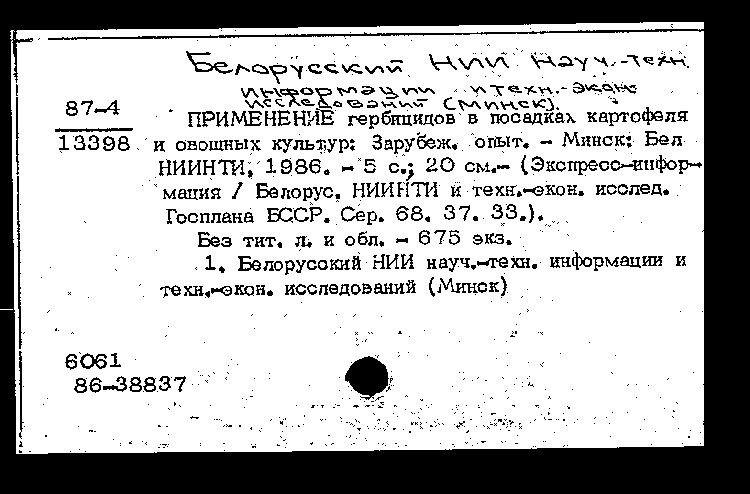 Белорусский НИИ науч.-техн.
информации и техн.-экон.
исследований (Минск).
87-4
13398
ПРИМЕНЕНИЕ гербицидов в посадках картофеля
и овощных культур: Зарубеж. опыт. - Минск: Бел
НИИНТИ, 1986. - 5 с.; 20 см.- (Экспресс-инфор-
мация / Белорус. НИИНТИ и техн.-экон. исслед.
Госплана БССР. Сер. 68. 37. 33.).
Без тит. л. и обл. - 675 экз.
1. Белорусский НИИ науч.-техн. информации и
техн.-экон. исследований (Минск)
6061
86-38837